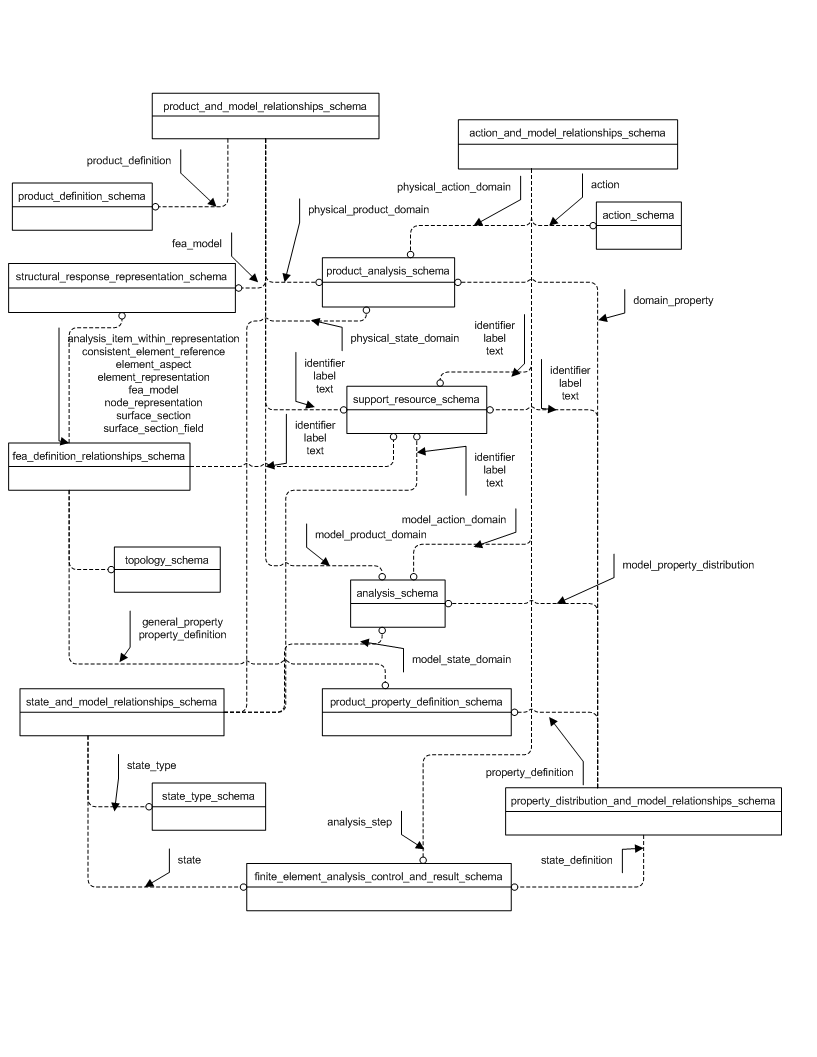 product_and_model_relationships_schema
action_and_model_relationships_schema
product_definition
product_definition_schema
physical_action_domain
action
physical_product_domain
action_schema
fea_model
structural_response_representation_schema
product_analysis_schema
domain_property
analysis_item_within_representation
consistent_element_reference
element_aspect
element_representation
fea_model
node_representation
surface_section
surface_section_field
physical_state_domain
identifier
label
text
identifier
label
text
identifier
label
text
support_resource_schema
identifier
label
text
fea_definition_relationships_schema
identifier
label
text
model_action_domain
model_product_domain
topology_schema
analysis_schema
model_property_distribution
general_property
property_definition
model_state_domain
state_and_model_relationships_schema
product_property_definition_schema
state_type
property_definition
state_type_schema
property_distribution_and_model_relationships_schema
analysis_step
state
state_definition
finite_element_analysis_control_and_result_schema